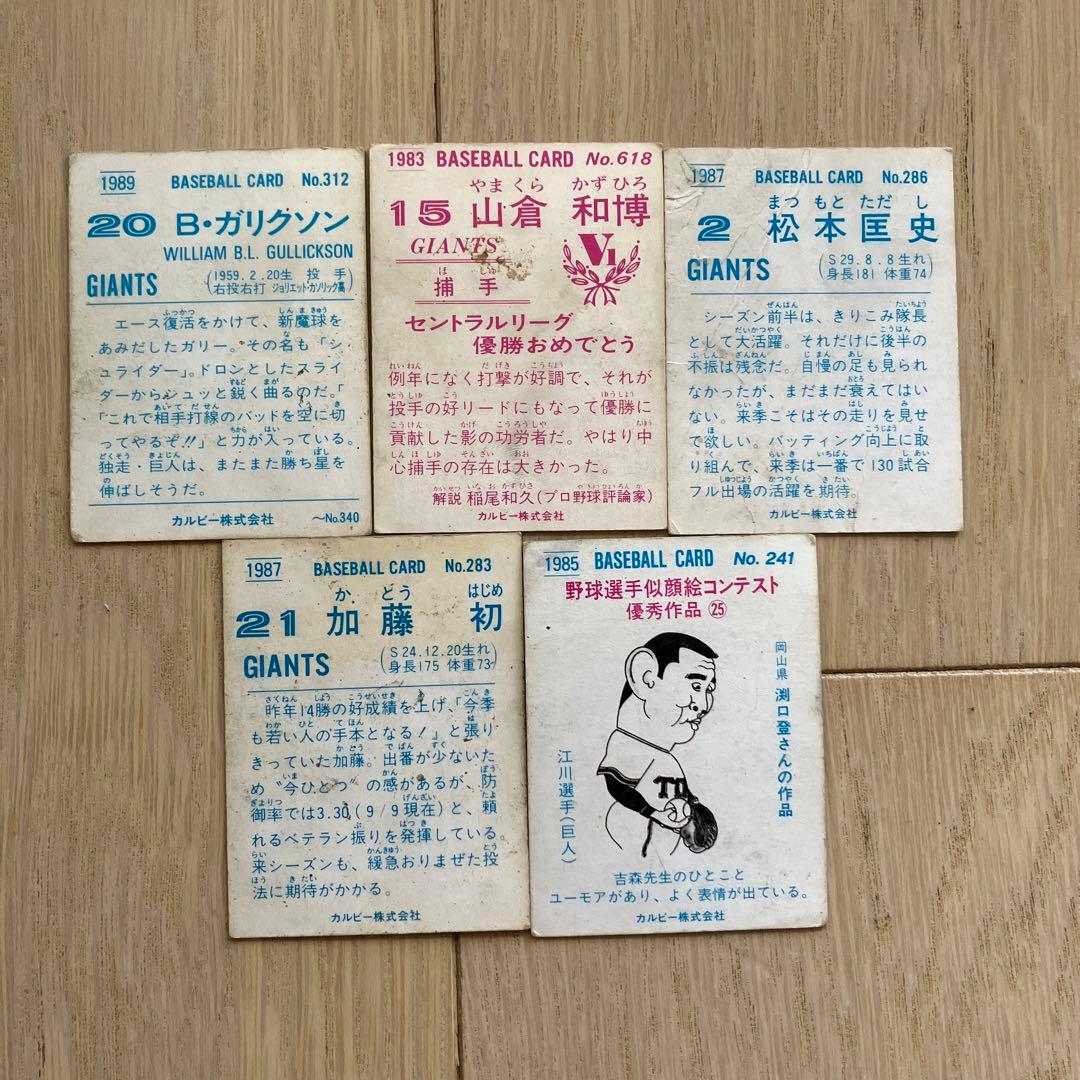 1989 BASEBALL CARD No.312
20 B・ガリクソン
WILLIAM B.L. GULLICKSON
GIANTS
(1959.2.20生 投手
右投右打 ジョリエット・カソリック高)
エース復活をかけて、新魔球を
あみだしたガリー。その名も「シ
ュライダー」。ドロンとしたスライ
ダーからシュッと鋭く曲るのだ。「
「これで相手打線のバッドを空に切
ってやるぞ!!」と力が入っている。
独走・巨人は、またまた勝ち星を
伸ばしそうだ。
カルビー株式会社 〜No.340
1983 BASEBALL CARD No.618
やまくら かずひろ
15 山倉 和博
GIANTS
V1
ほしゅ
捕手
セントラルリーグ
優勝おめでとう
例年になく打撃が好調で、それが
投手の好リードにもなって優勝に
貢献した影の功労者だ。やはり中
心捕手の存在は大きかった。
解説 稲尾和久(プロ野球評論家)
カルビー株式会社
1987 BASEBALL CARD No.286
まつ もと ただ し
2 松本匡史
GIANTS
(S29.8.8生れ
身長181 体重74)
シーズン前半は、きりこみ隊長
として大活躍。それだけに後半の
不振は残念だ。自慢の足も見られ
なかったが、まだまだ衰えてはい
ない。来季こそはその走りを見せ
て欲しい。バッティング向上に取
り組んで、来季は一番で130試合
フル出場の活躍を期待。
カルビー株式会社
1987 BASEBALL CARD No.283
か とう はじめ
21 加藤 初
GIANTS
(S24.12.20生れ
身長175 体重73)
昨年14勝の好成績を上げ、「今季
も若い人の手本となる!」と張り
きっていた加藤。出番が少ないた
め“今ひとつ”の感があるが、防
御率では3.30(9/9現在)と、頼
れるベテラン振りを発揮している。
来シーズンも、緩急おりまぜた投
法に期待がかかる。
カルビー株式会社
1985 BASEBALL CARD No.241
野球選手似顔絵コンテスト
優秀作品㉕
岡山県 渕口登さんの作品
江川選手(巨人)
TO
吉森先生のひとこと
ユーモアがあり、よく表情が出ている。
カルビー株式会社